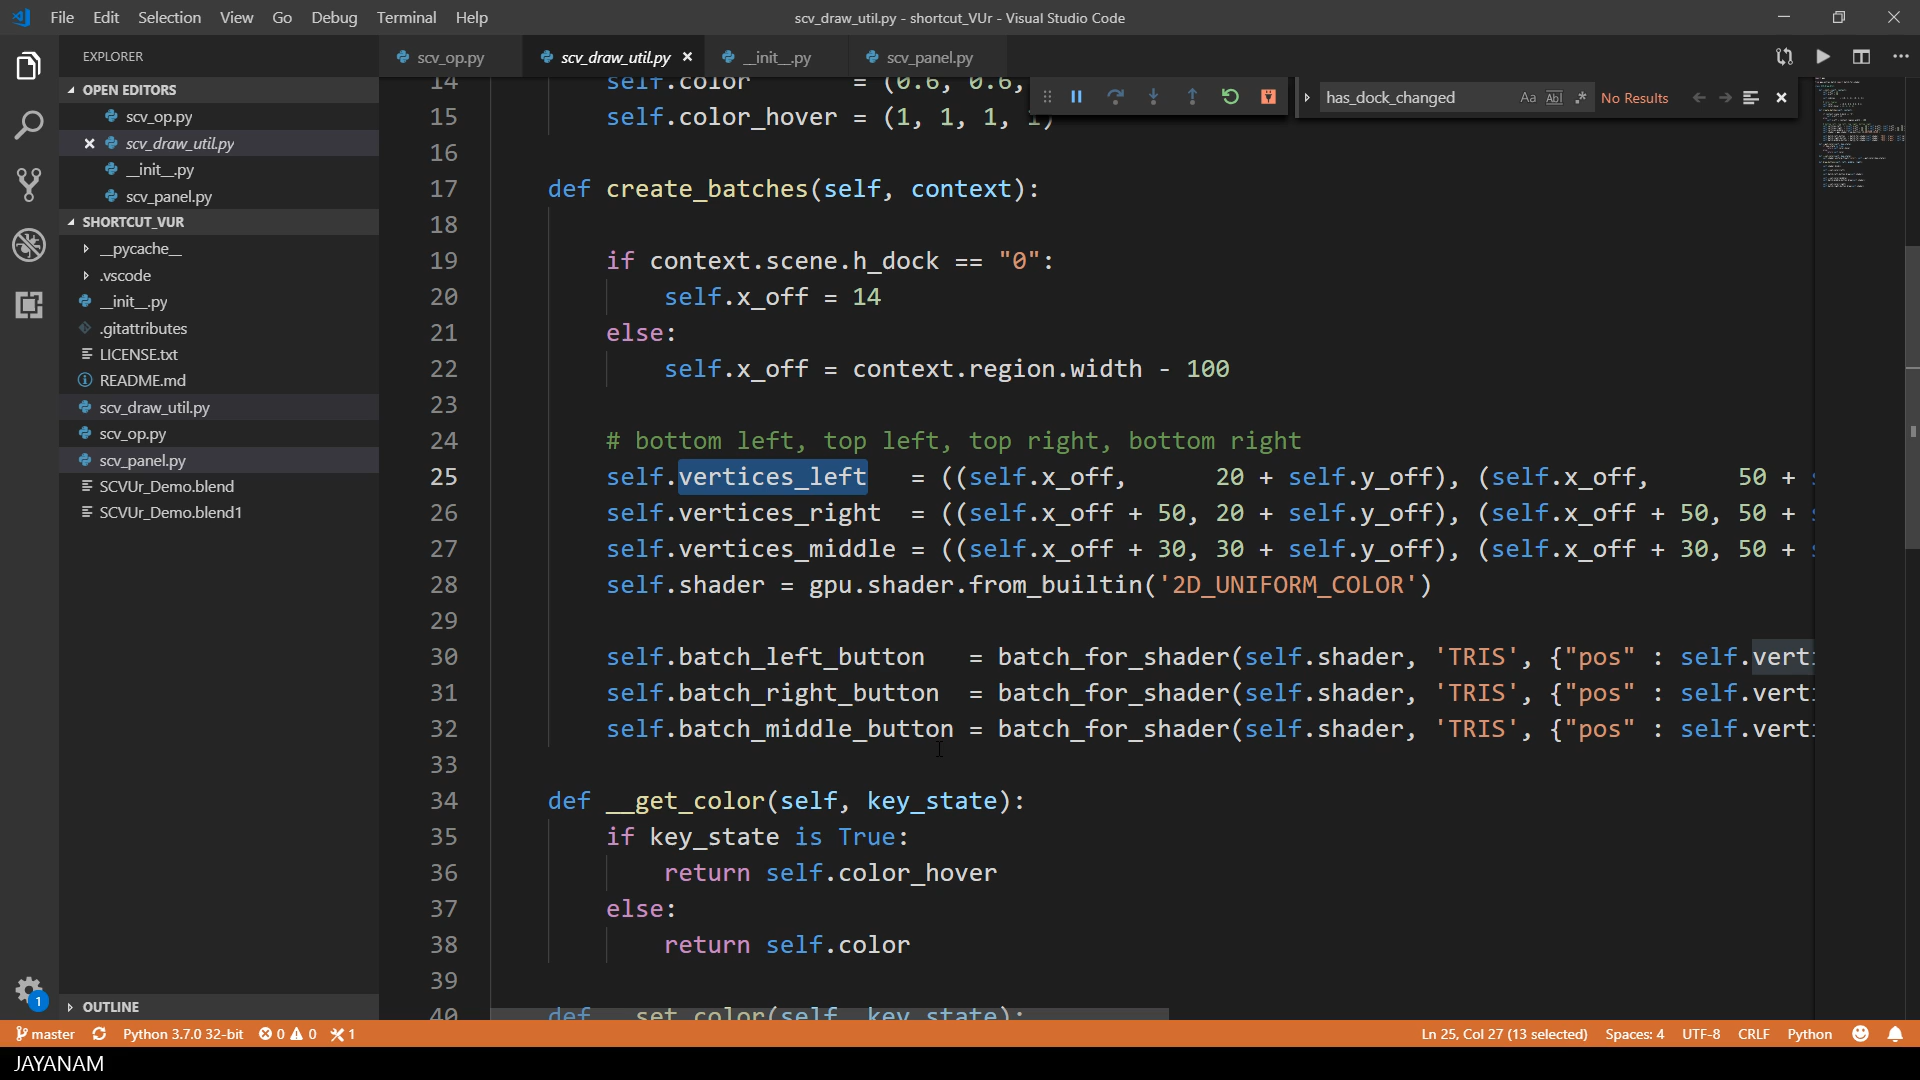 File Edit Selection View Go Debug Terminal Help
scv_draw_util.py - shortcut_VUr - Visual Studio Code
EXPLORER
scv_op.py
scv_draw_util.py
__init__.py
scv_panel.py
OPEN EDITORS
scv_op.py
scv_draw_util.py
__init__.py
scv_panel.py
SHORTCUT_VUR
__pycache__
.vscode
__init__.py
.gitattributes
LICENSE.txt
README.md
scv_draw_util.py
scv_op.py
scv_panel.py
SCVUr_Demo.blend
SCVUr_Demo.blend1
OUTLINE
has_dock_changed Aa Ab| .* No Results
14 self.color = (0.6, 0.6,
15 self.color_hover = (1, 1, 1, 1)
16
17 def create_batches(self, context):
18
19 if context.scene.h_dock == "0":
20 self.x_off = 14
21 else:
22 self.x_off = context.region.width - 100
23
24 # bottom left, top left, top right, bottom right
25 self.vertices_left = ((self.x_off, 20 + self.y_off), (self.x_off, 50 +
26 self.vertices_right = ((self.x_off + 50, 20 + self.y_off), (self.x_off + 50, 50 +
27 self.vertices_middle = ((self.x_off + 30, 30 + self.y_off), (self.x_off + 30, 50 +
28 self.shader = gpu.shader.from_builtin('2D_UNIFORM_COLOR')
29
30 self.batch_left_button = batch_for_shader(self.shader, 'TRIS', {"pos" : self.verti
31 self.batch_right_button = batch_for_shader(self.shader, 'TRIS', {"pos" : self.verti
32 self.batch_middle_button = batch_for_shader(self.shader, 'TRIS', {"pos" : self.verti
33
34 def __get_color(self, key_state):
35 if key_state is True:
36 return self.color_hover
37 else:
38 return self.color
39
40 def __set_color(self, key_state):
1
master Python 3.7.0 32-bit 0 0 1
Ln 25, Col 27 (13 selected) Spaces: 4 UTF-8 CRLF Python
JAYANAM